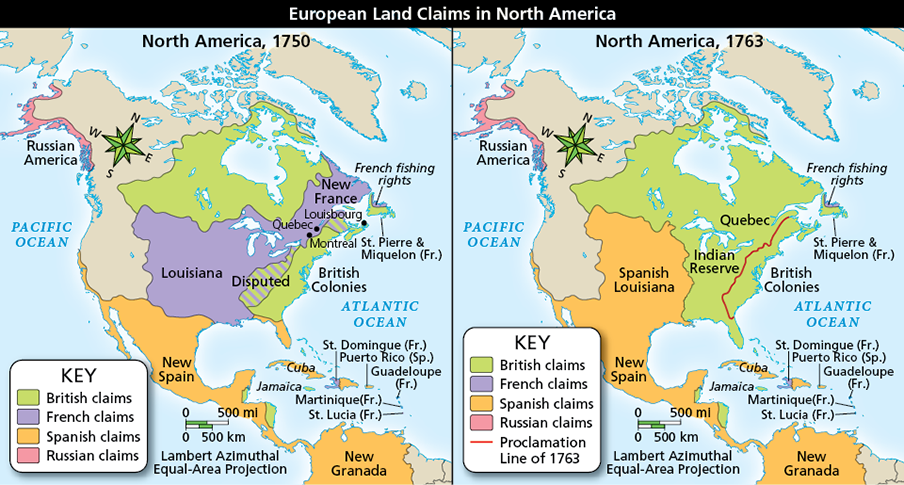 European Land Claims in North America
North America, 1750
N
W
E
S
Russian
America
French fishing
rights
New
France
Louisbourg
Quebec
Montreal
St. Pierre &
Miquelon (Fr.)
PACIFIC
OCEAN
Louisiana
Disputed
British
Colonies
ATLANTIC
OCEAN
New
Spain
St. Domingue (Fr.)
Puerto Rico (Sp.)
Cuba
Guadeloupe
(Fr.)
Jamaica
Martinique(Fr.)
St. Lucia (Fr.)
KEY
British claims
French claims
Spanish claims
Russian claims
0 500 mi
0 500 km
Lambert Azimuthal
Equal-Area Projection
New
Granada
North America, 1763
N
W
E
S
Russian
America
French fishing
rights
Quebec
St. Pierre &
Miquelon (Fr.)
PACIFIC
OCEAN
Indian
Reserve
Spanish
Louisiana
British
Colonies
ATLANTIC
OCEAN
New
Spain
St. Domingue (Fr.)
Puerto Rico (Sp.)
Cuba
Guadeloupe
(Fr.)
Jamaica
Martinique(Fr.)
St. Lucia (Fr.)
KEY
British claims
French claims
Spanish claims
Russian claims
Proclamation
Line of 1763
0 500 mi
0 500 km
Lambert Azimuthal
Equal-Area Projection
New
Granada